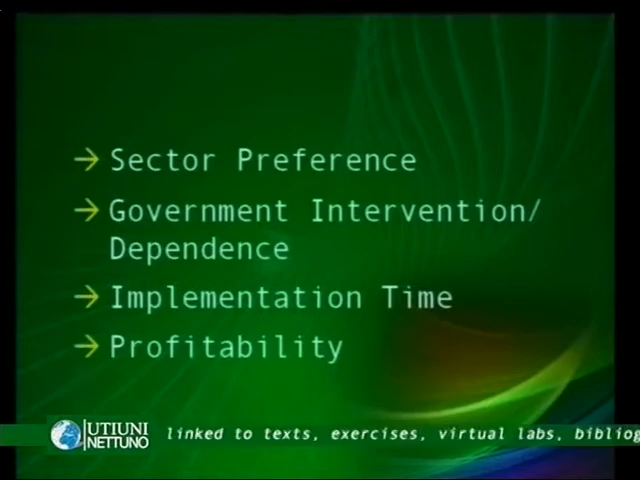 → Sector Preference
→ Government Intervention/
Dependence
→ Implementation Time
→ Profitability
UTIUNI
NETTUNO
linked to texts, exercises, virtual labs, bibliog